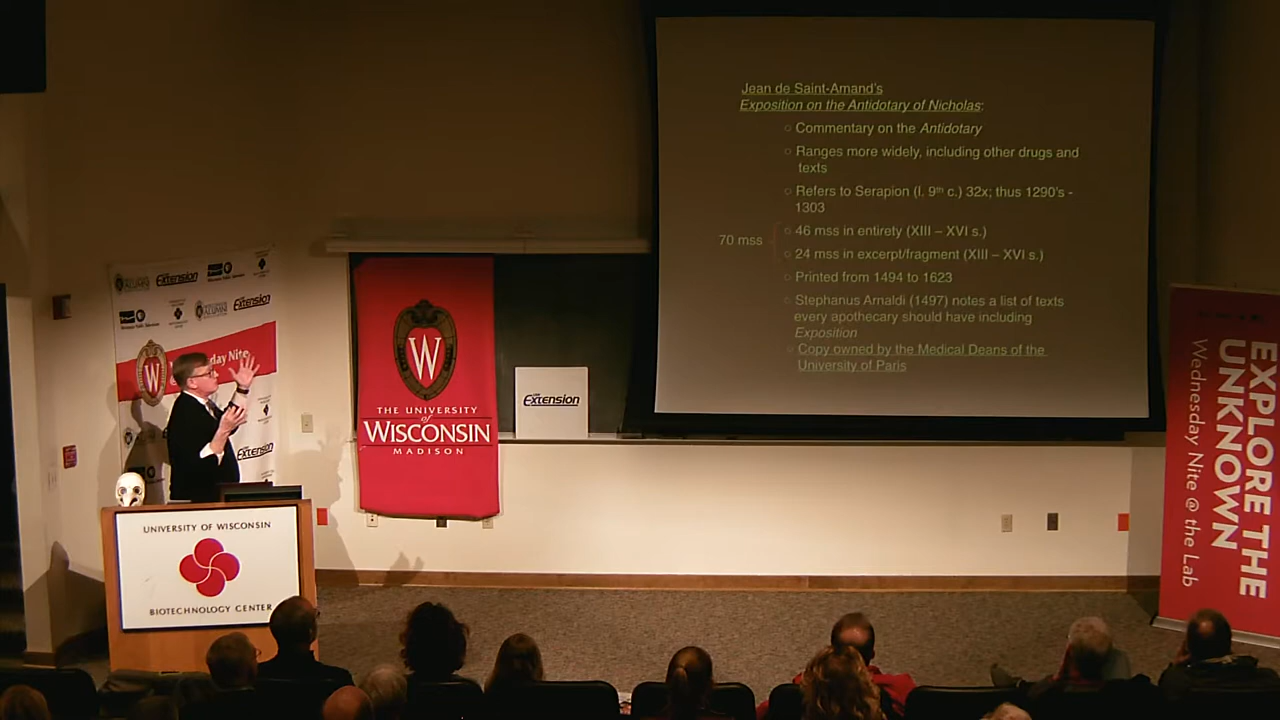 Jean de Saint-Amand's
Exposition on the Antidotary of Nicholas:
Commentary on the Antidotary
Ranges more widely, including other drugs and
texts
Refers to Serapion (l. 9th c.) 32x; thus 1290's -
1303
70 mss
46 mss in entirety (XIII – XVI s.)
24 mss in excerpt/fragment (XIII – XVI s.)
Printed from 1494 to 1623
Stephanus Arnaldi (1497) notes a list of texts
every apothecary should have including
Exposition
Copy owned by the Medical Deans of the
University of Paris
Extension
ALUMNI
Extension
day Nite
W
Extension
W
THE UNIVERSITY
of
WISCONSIN
MADISON
Extension
UNIVERSITY OF WISCONSIN
BIOTECHNOLOGY CENTER
EXPLORE THE
UNKNOWN
Wednesday Nite @ the Lab